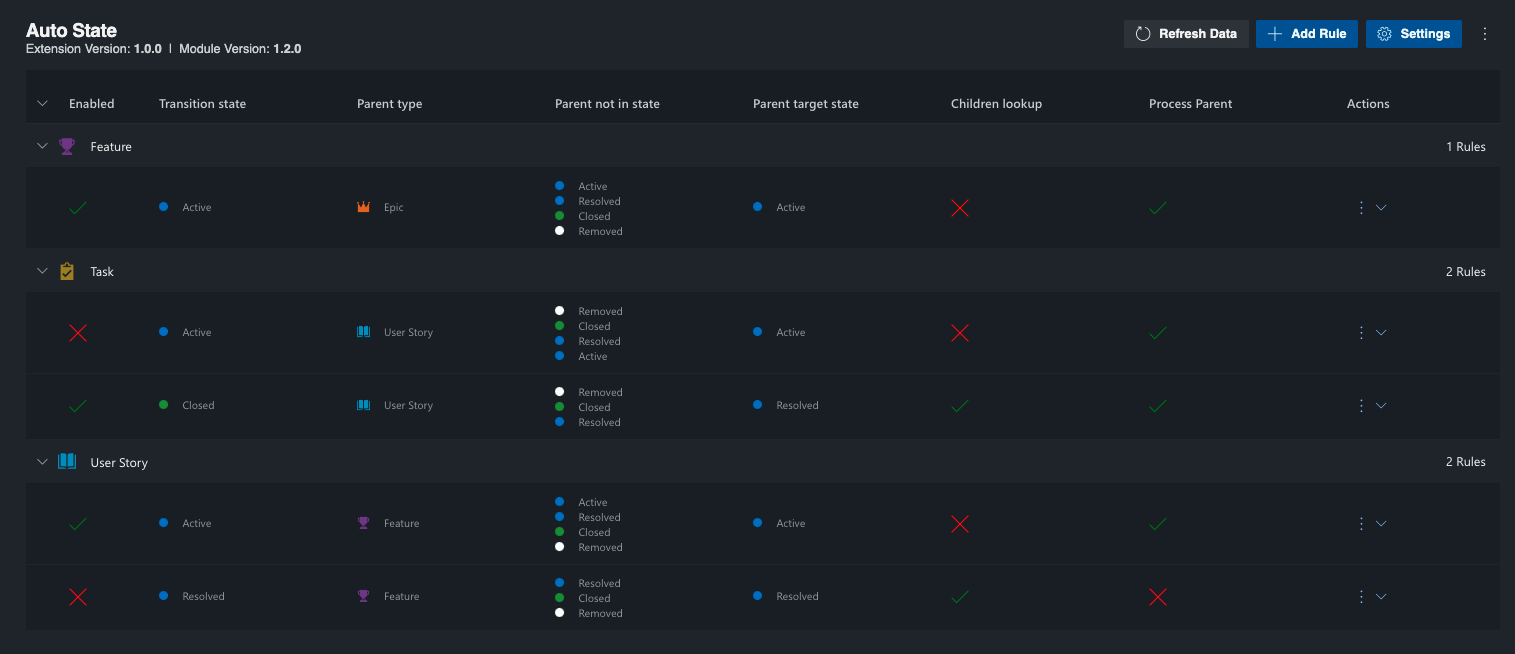 Auto State
Extension Version: 1.0.0 | Module Version: 1.2.0
Refresh Data
Add Rule
Settings
Enabled Transition state Parent type Parent not in state Parent target state Children lookup Process Parent Actions
Feature 1 Rules
Active Epic Active
Active
Resolved
Closed
Removed
Task 2 Rules
Active User Story Active
Removed
Closed
Resolved
Active
Closed User Story Resolved
Removed
Closed
Resolved
User Story 2 Rules
Active Feature Active
Active
Resolved
Closed
Removed
Resolved Feature Resolved
Resolved
Closed
Removed